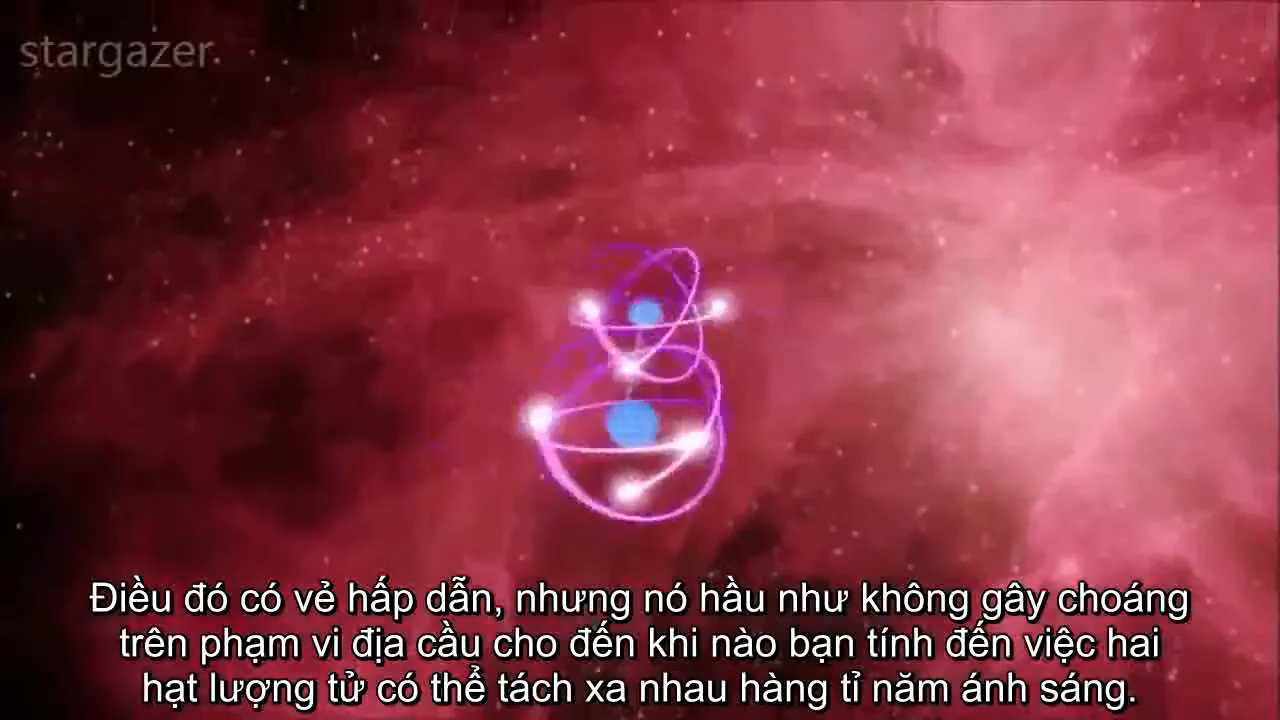 stargazer
Điều đó có vẻ hấp dẫn, nhưng nó hầu như không gây choáng
trên phạm vi địa cầu cho đến khi nào bạn tính đến việc hai
hạt lượng tử có thể tách xa nhau hàng tỉ năm ánh sáng.